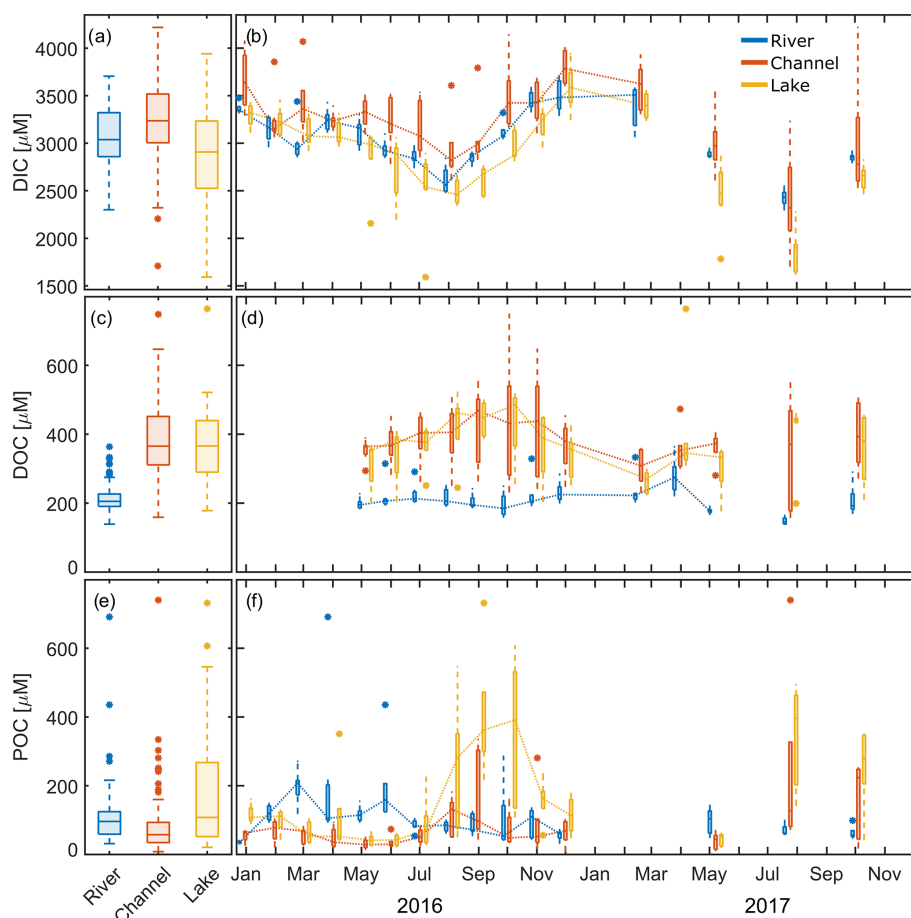 (a)
(b)
River
Channel
Lake
DIC [μM]
4000
3500
3000
2500
2000
1500
(c)
(d)
DOC [μM]
600
400
200
0
(e)
(f)
POC [μM]
600
400
200
0
River
Channel
Lake
Jan Mar May Jul Sep Nov Jan Mar May Jul Sep Nov
2016 2017